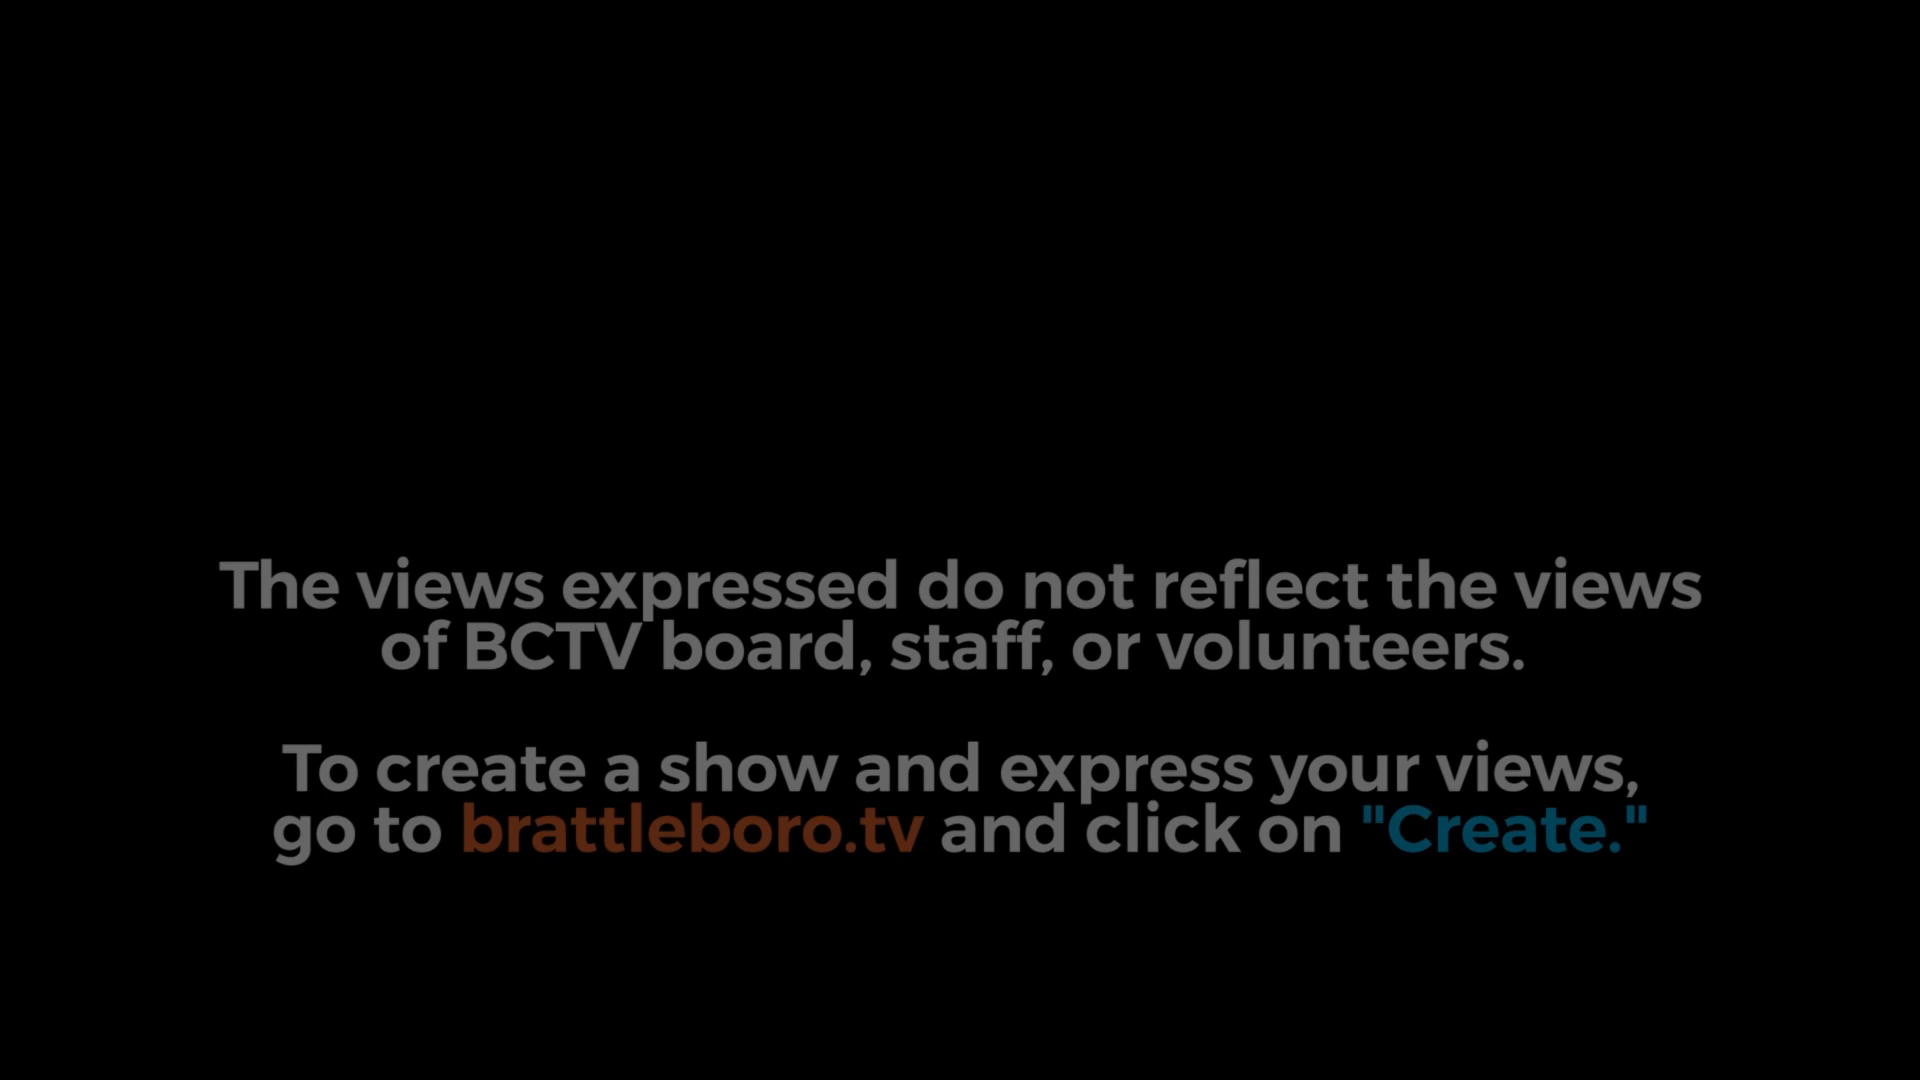 The views expressed do not reflect the views
of BCTV board, staff, or volunteers.
To create a show and express your views,
go to brattleboro.tv and click on "Create."